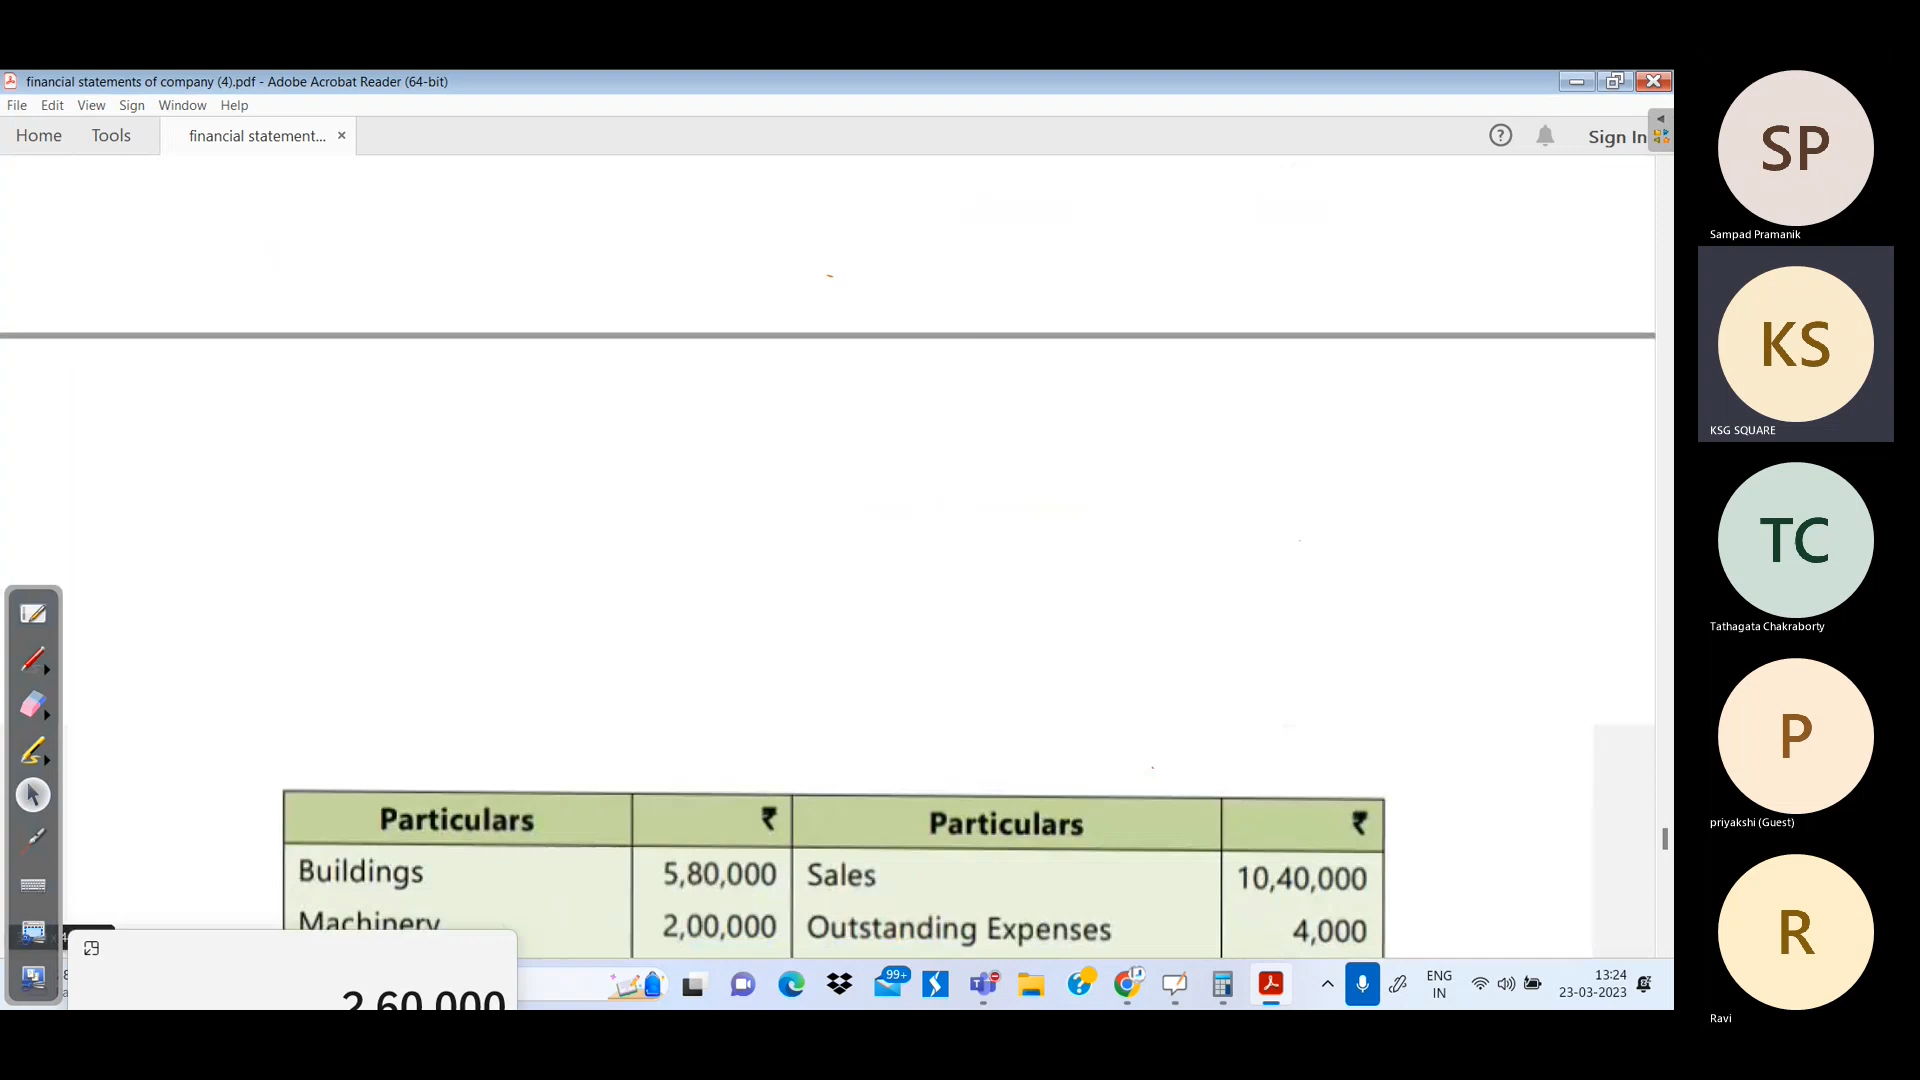 financial statements of company (4).pdf - Adobe Acrobat Reader (64-bit)
File Edit View Sign Window Help
Home Tools financial statement... × Sign In
Particulars ₹ Particulars ₹
Buildings 5,80,000 Sales 10,40,000
Machinery 2,00,000 Outstanding Expenses 4,000
2,60,000
99+
ENG
IN
13:24
23-03-2023
SP
Sampad Pramanik
KS
KSG SQUARE
TC
Tathagata Chakraborty
P
priyakshi (Guest)
R
Ravi